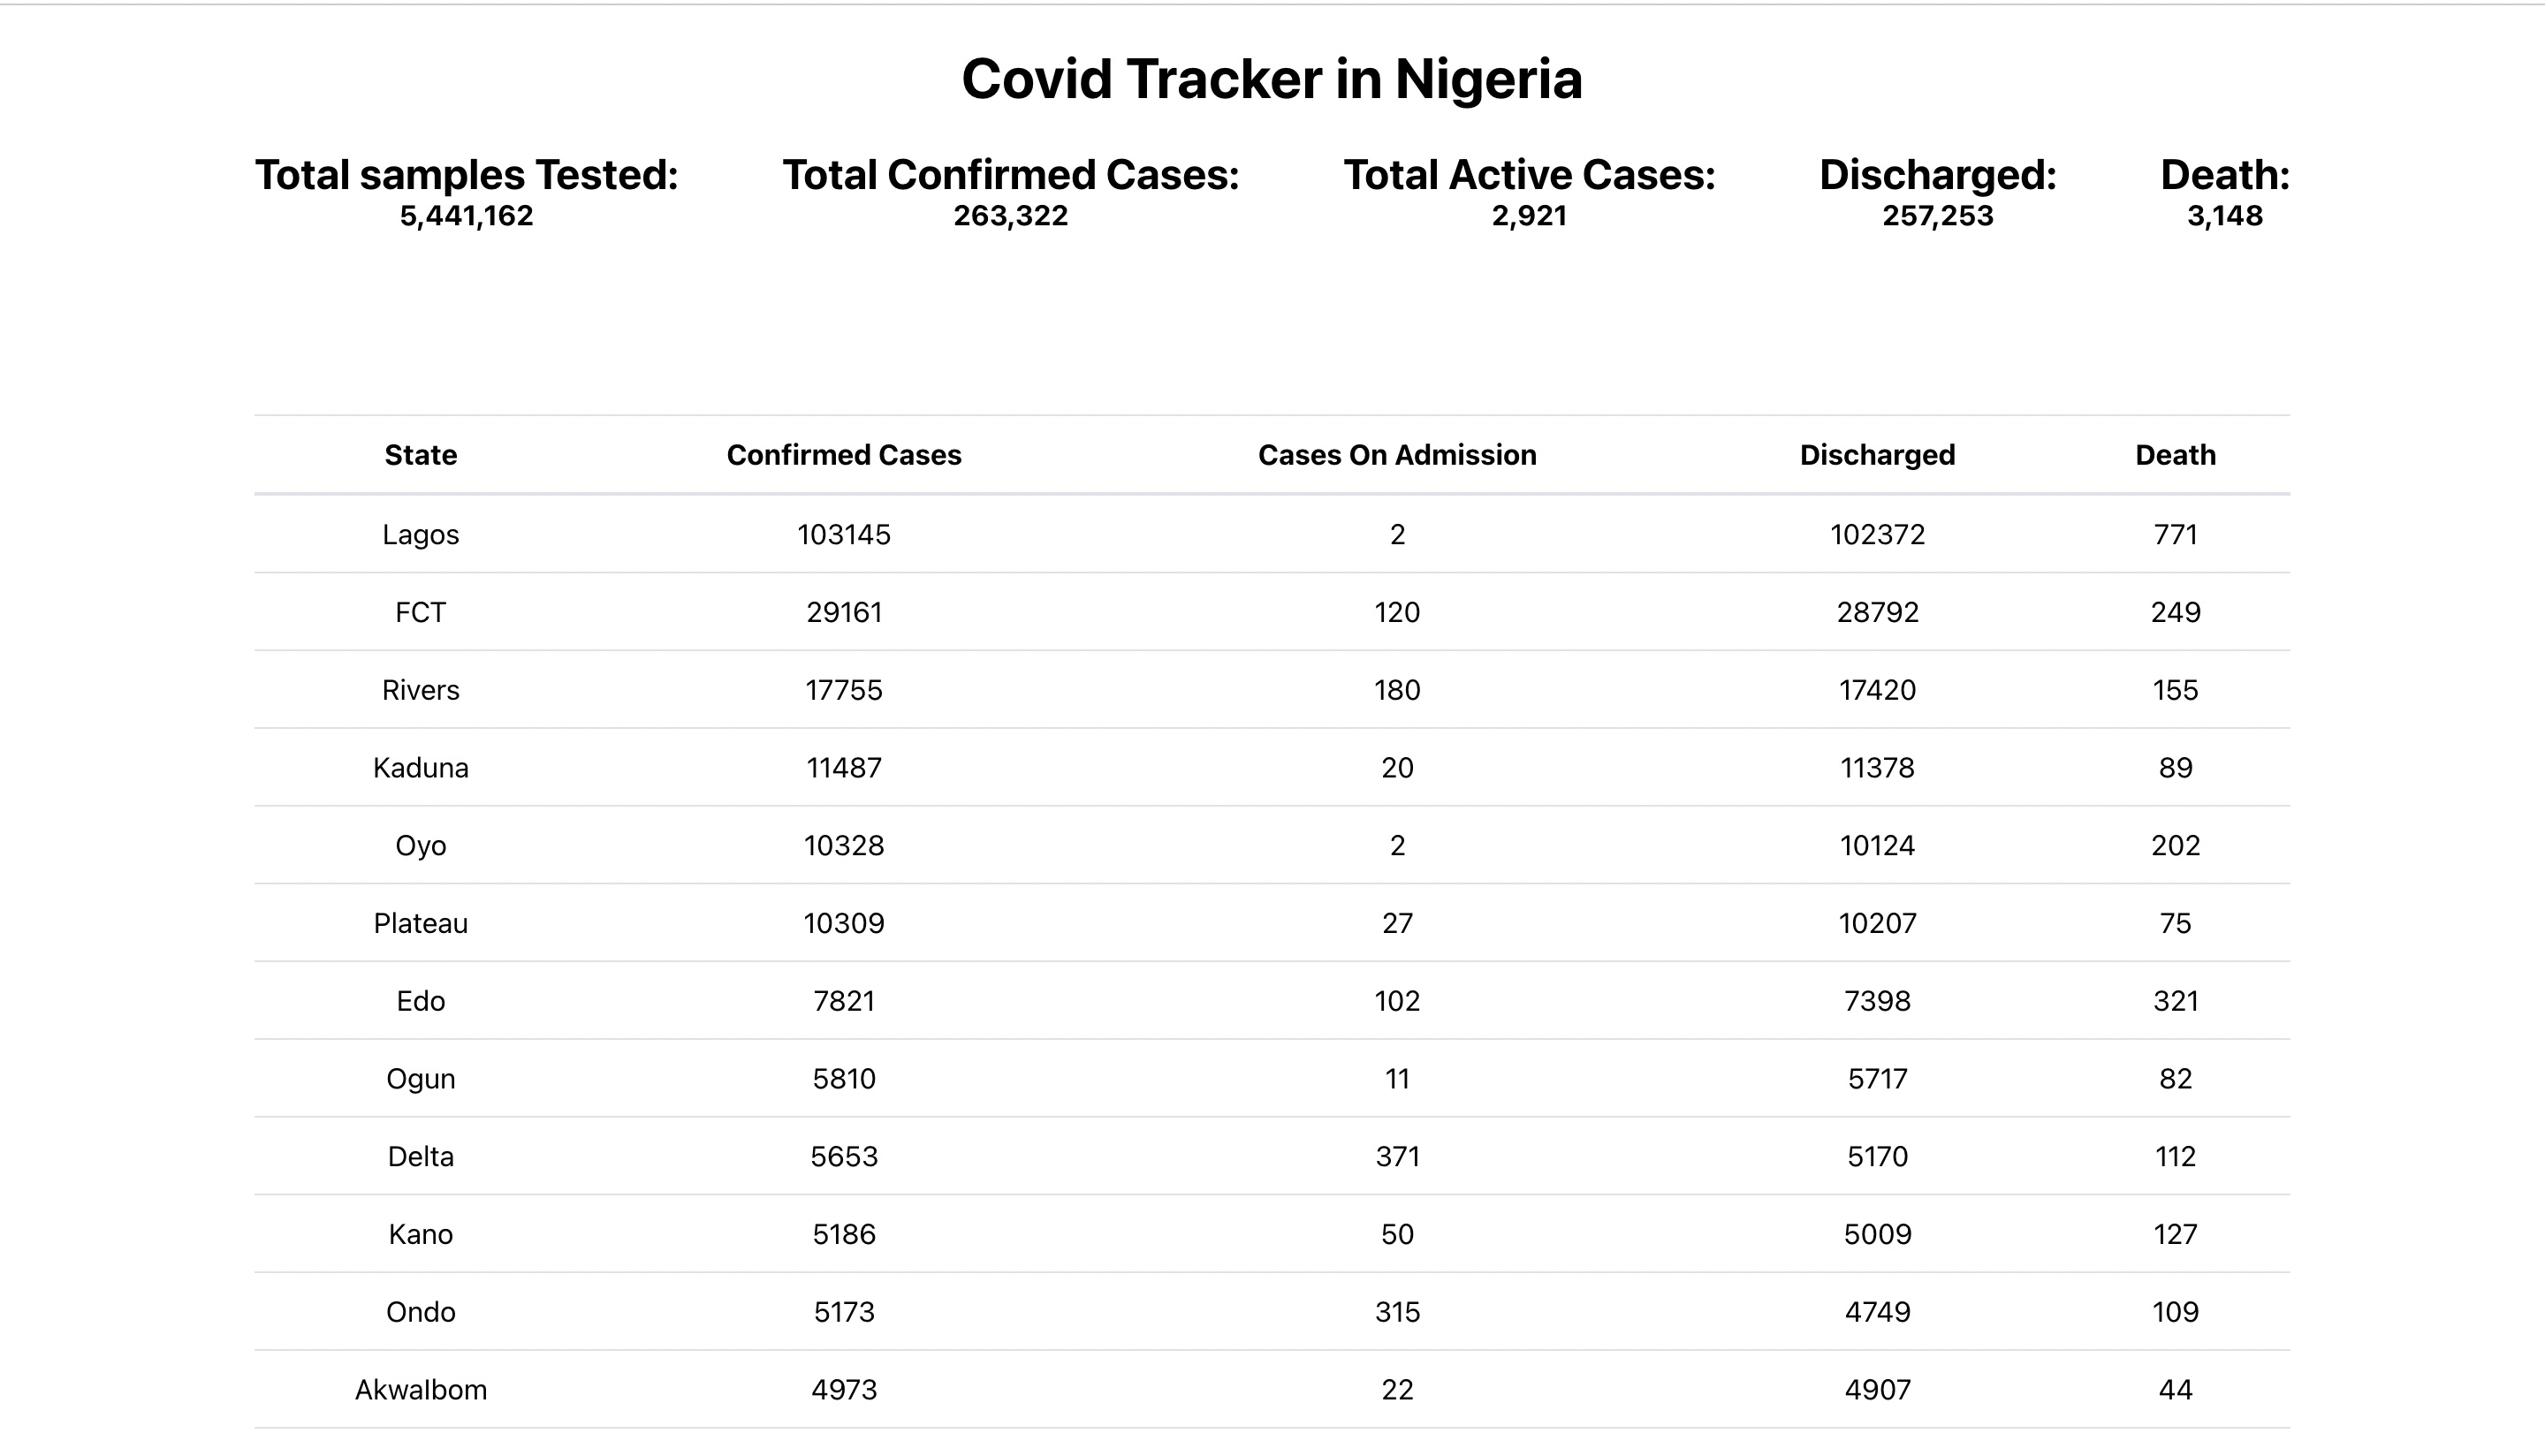 Covid Tracker in Nigeria
Total samples Tested: Total Confirmed Cases: Total Active Cases: Discharged: Death:
5,441,162 263,322 2,921 257,253 3,148
State Confirmed Cases Cases On Admission Discharged Death
Lagos 103145 2 102372 771
FCT 29161 120 28792 249
Rivers 17755 180 17420 155
Kaduna 11487 20 11378 89
Oyo 10328 2 10124 202
Plateau 10309 27 10207 75
Edo 7821 102 7398 321
Ogun 5810 11 5717 82
Delta 5653 371 5170 112
Kano 5186 50 5009 127
Ondo 5173 315 4749 109
AkwaIbom 4973 22 4907 44